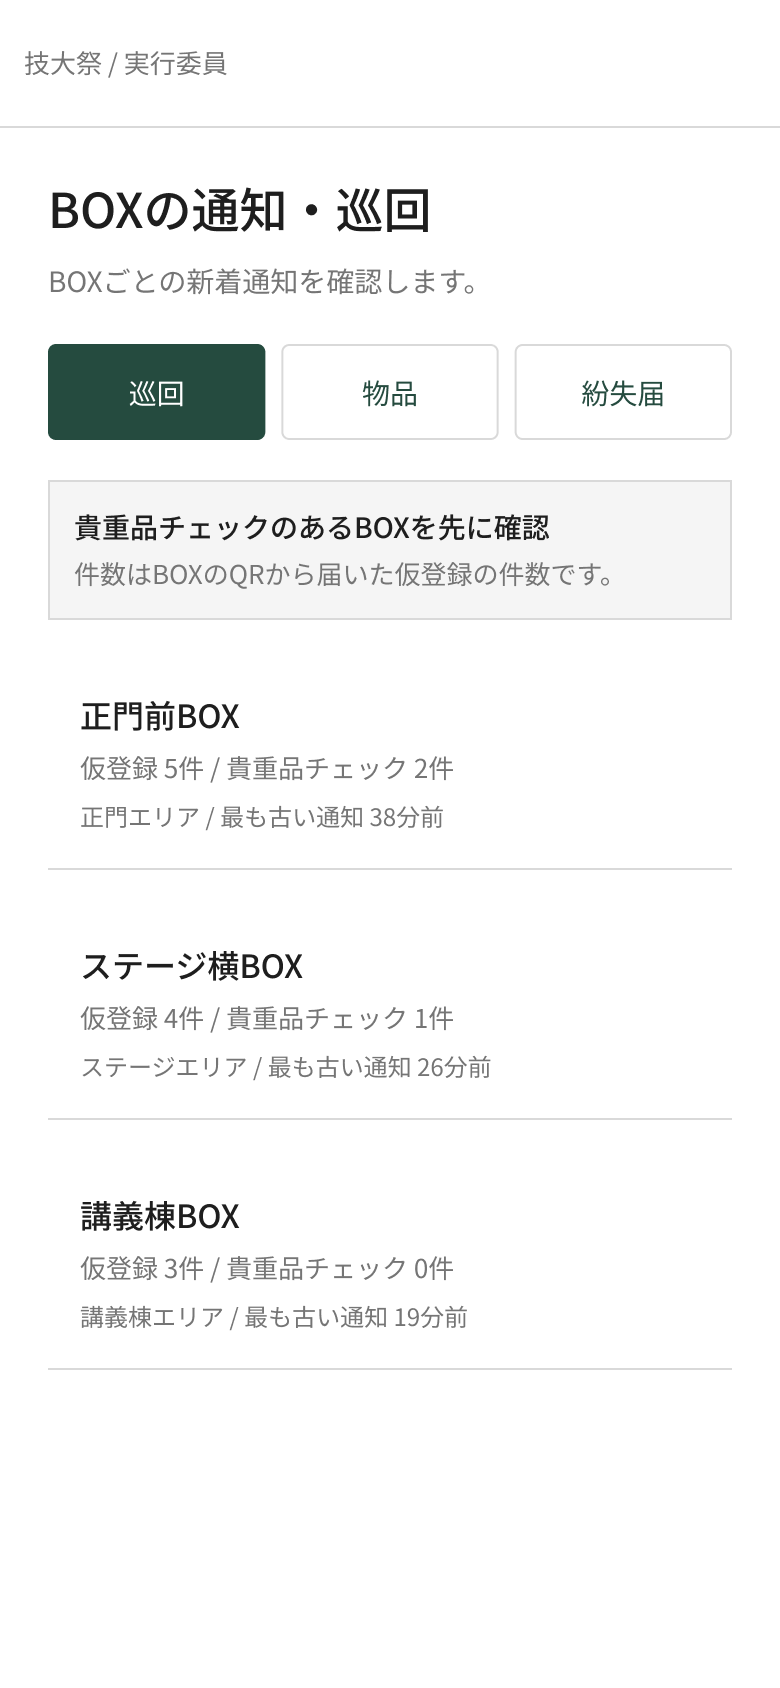 技大祭 / 実行委員
BOXの通知・巡回
BOXごとの新着通知を確認します。
巡回
物品
紛失届
貴重品チェックのあるBOXを先に確認
件数はBOXのQRから届いた仮登録の件数です。
正門前BOX
仮登録 5件 / 貴重品チェック 2件
正門エリア / 最も古い通知 38分前
ステージ横BOX
仮登録 4件 / 貴重品チェック 1件
ステージエリア / 最も古い通知 26分前
講義棟BOX
仮登録 3件 / 貴重品チェック 0件
講義棟エリア / 最も古い通知 19分前